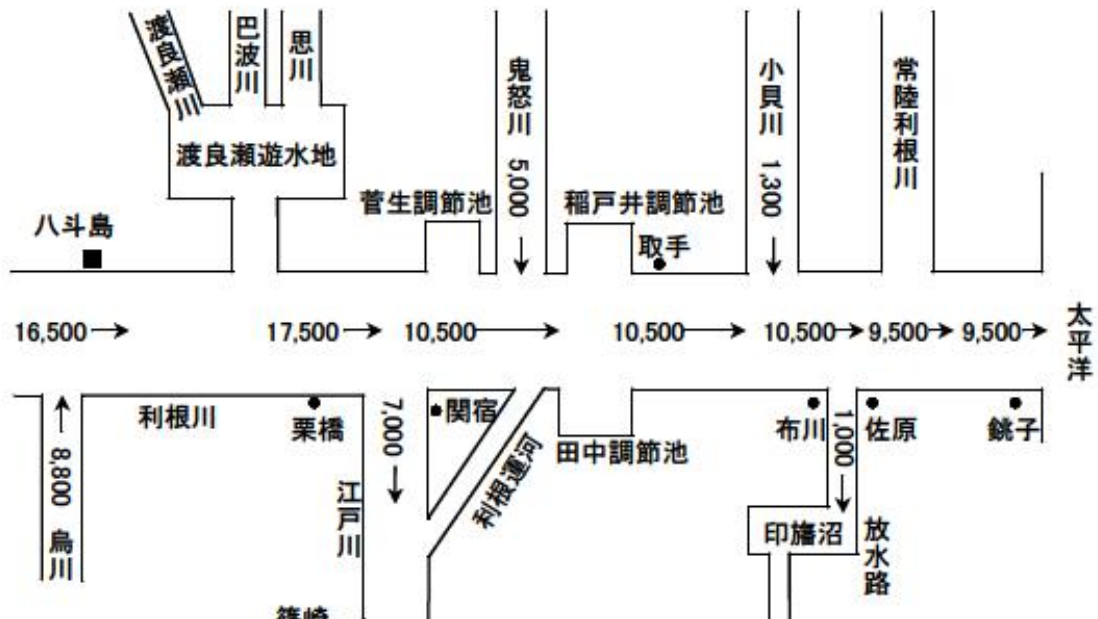 渡良瀬川
巴波川
思川
鬼怒川 5,000
小貝川 1,300
常陸利根川
渡良瀬遊水地
菅生調節池
稲戸井調節池
八斗島
取手
16,500
17,500
10,500
10,500
10,500
9,500
9,500
太平洋
8,800 烏川
利根川
栗橋
7,000
江戸川
関宿
利根運河
田中調節池
布川
1,000
佐原
銚子
印旛沼
放水路